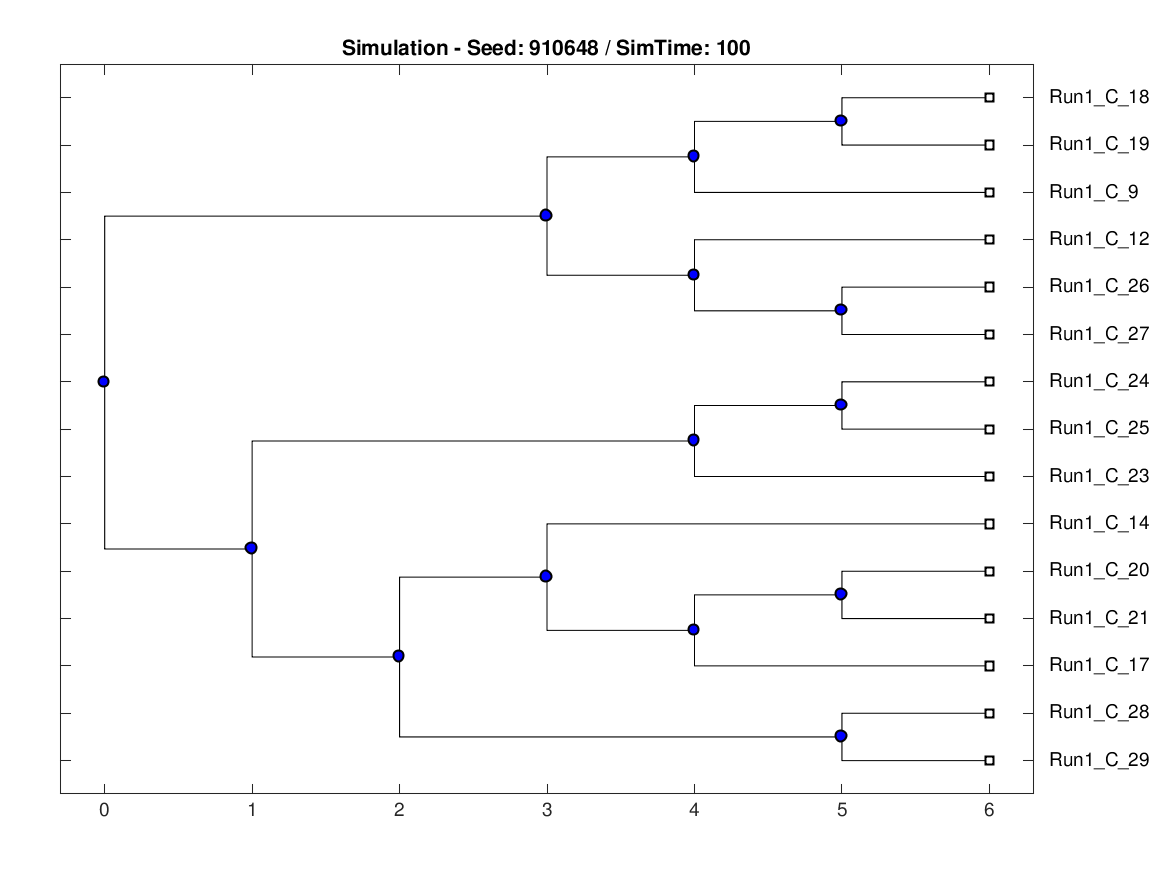 Simulation - Seed: 910648 / SimTime: 100
Run1_C_18
Run1_C_19
Run1_C_9
Run1_C_12
Run1_C_26
Run1_C_27
Run1_C_24
Run1_C_25
Run1_C_23
Run1_C_14
Run1_C_20
Run1_C_21
Run1_C_17
Run1_C_28
Run1_C_29
0 1 2 3 4 5 6